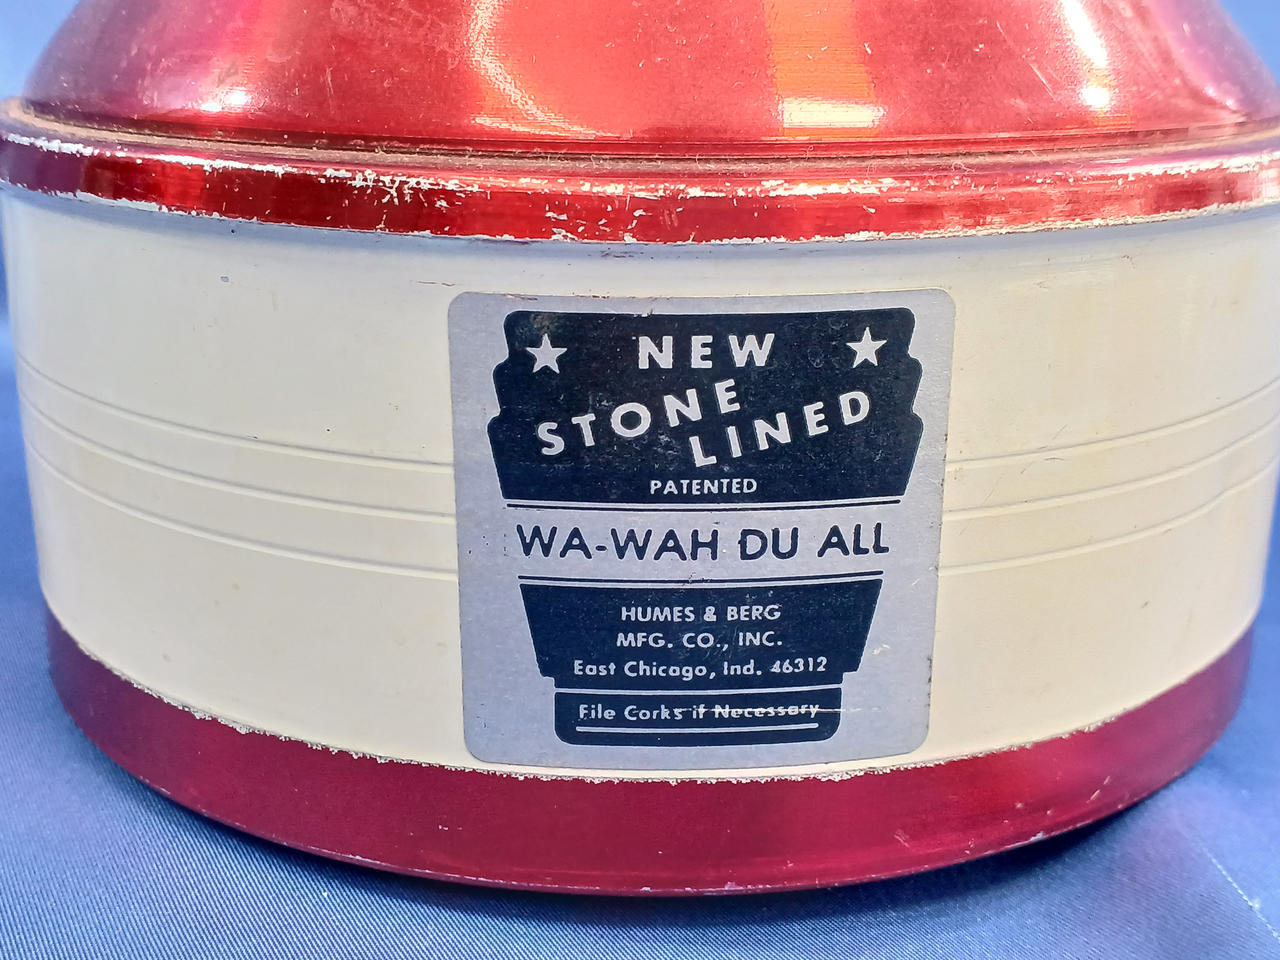 NEW
STONE
LINED
PATENTED
WA-WAH DU ALL
HUMES & BERG
MFG. CO., INC.
East Chicago, Ind. 46312
File Corks if Necessary